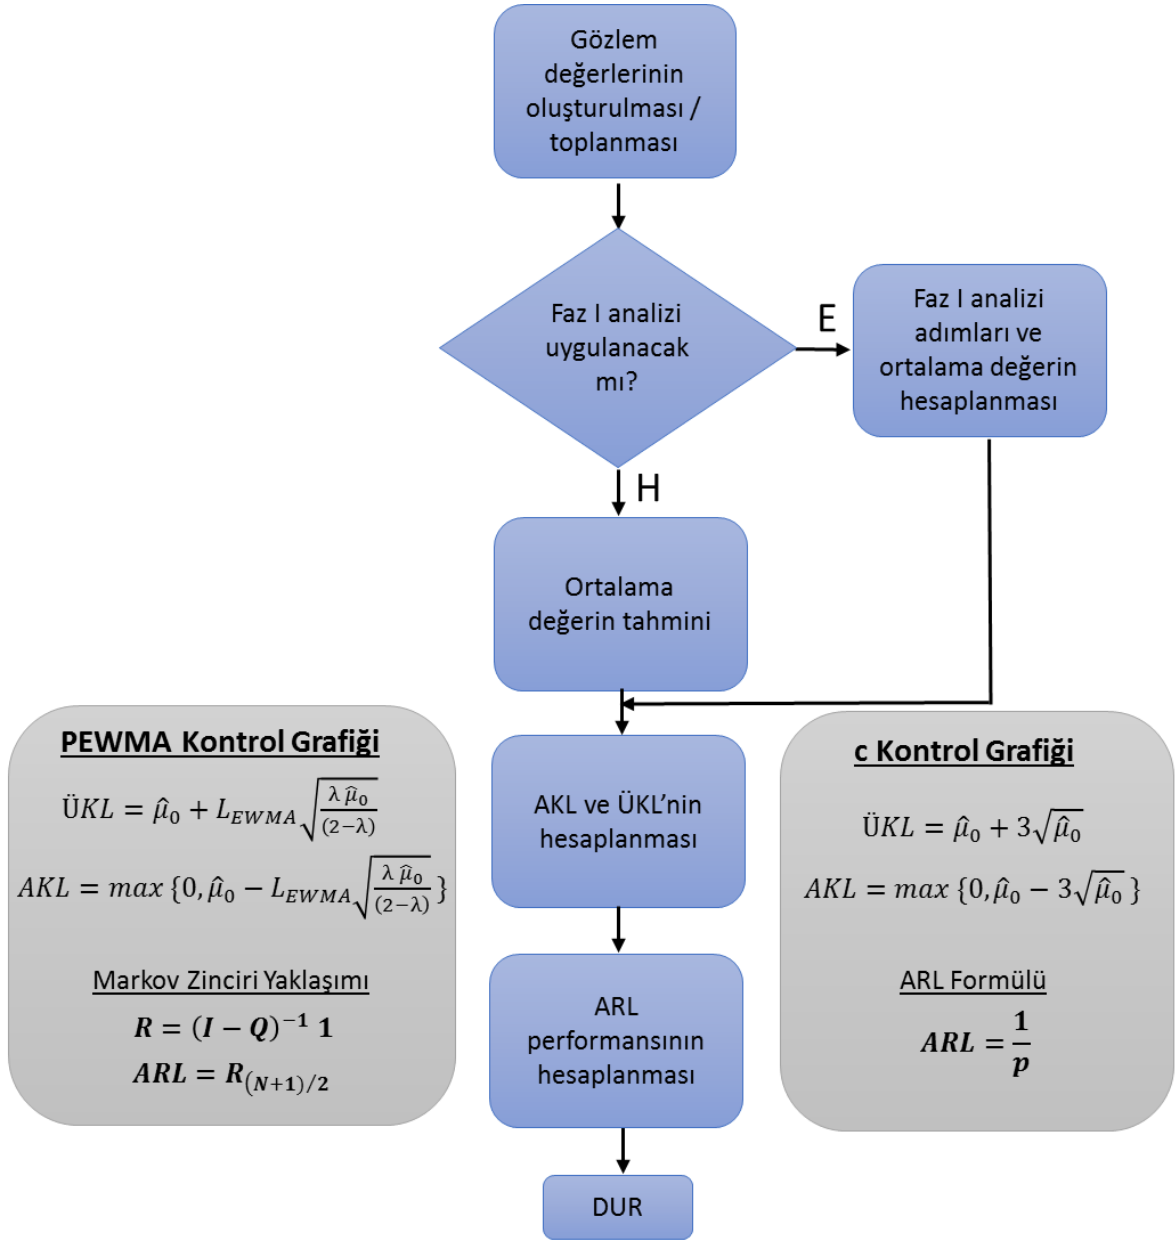 Gözlem
değerlerinin
oluşturulması /
toplanması
Faz I analizi
uygulanacak
mı?
E
Faz I analizi
adımları ve
ortalama değerin
hesaplanması
H
Ortalama
değerin tahmini
PEWMA Kontrol Grafiği
ÜKL = μ̂₀ + L_EWMA √(λ μ̂₀ / (2−λ))
AKL = max {0, μ̂₀ − L_EWMA √(λ μ̂₀ / (2−λ)) }
Markov Zinciri Yaklaşımı
R = (I − Q)⁻¹ 1
ARL = R_(N+1)/2
AKL ve ÜKL’nin
hesaplanması
ARL
performansının
hesaplanması
c Kontrol Grafiği
ÜKL = μ̂₀ + 3√μ̂₀
AKL = max {0, μ̂₀ − 3√μ̂₀ }
ARL Formülü
ARL = 1/p
DUR